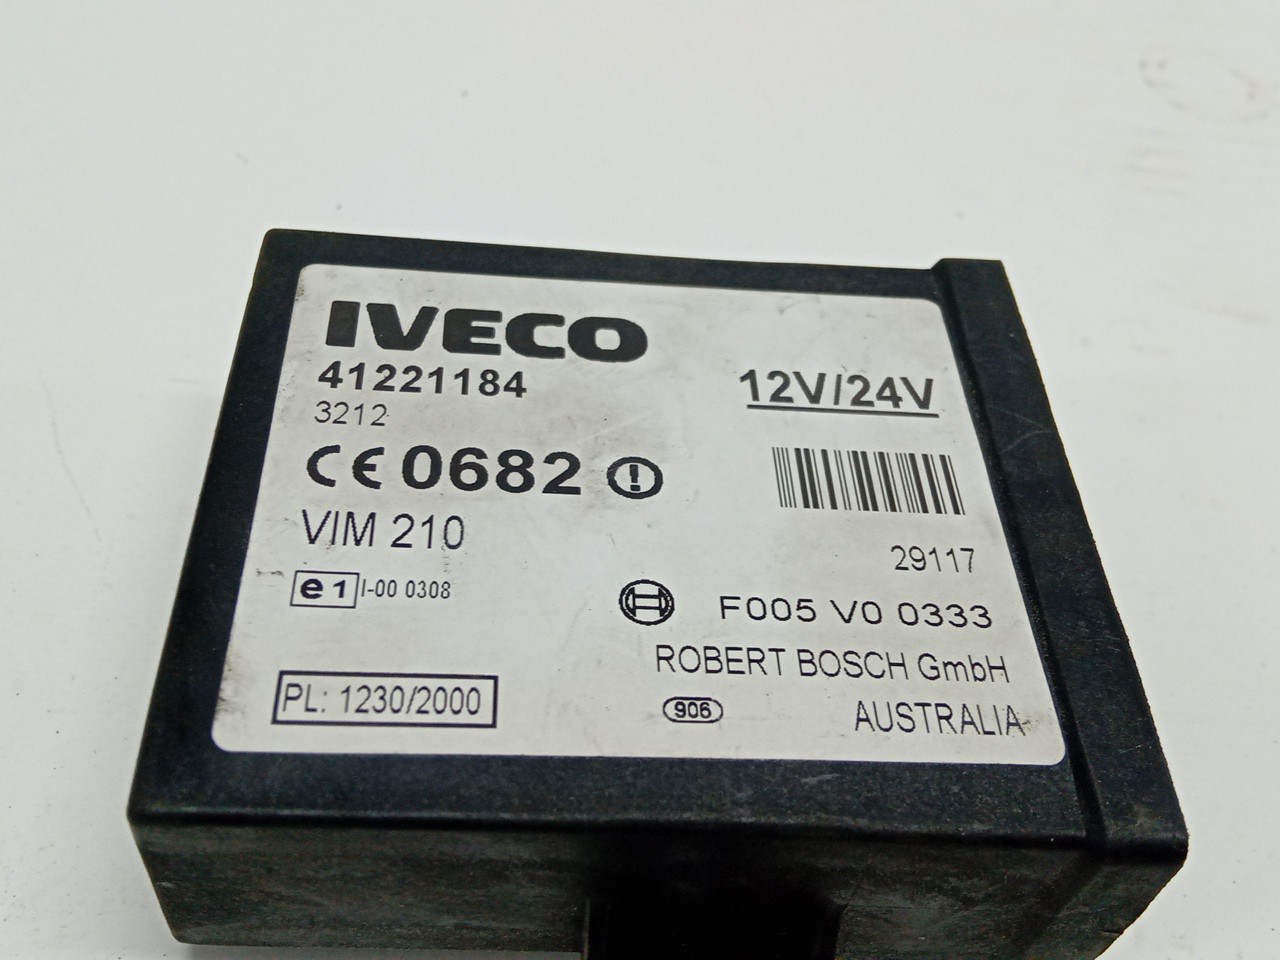 IVECO
41221184
3212
12V/24V
CE 0682
VIM 210
29117
e1 I-00 0308
F005 V0 0333
ROBERT BOSCH GmbH
PL: 1230/2000
906
AUSTRALIA